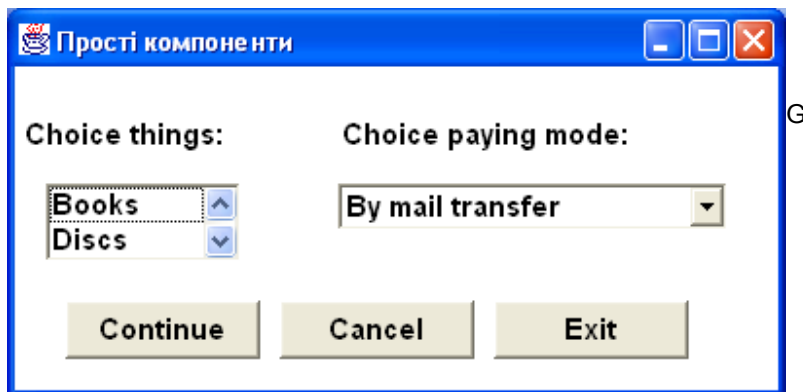 Прості компоненти
G
Choice things:
Choice paying mode:
Books
By mail transfer
Discs
Continue
Cancel
Exit